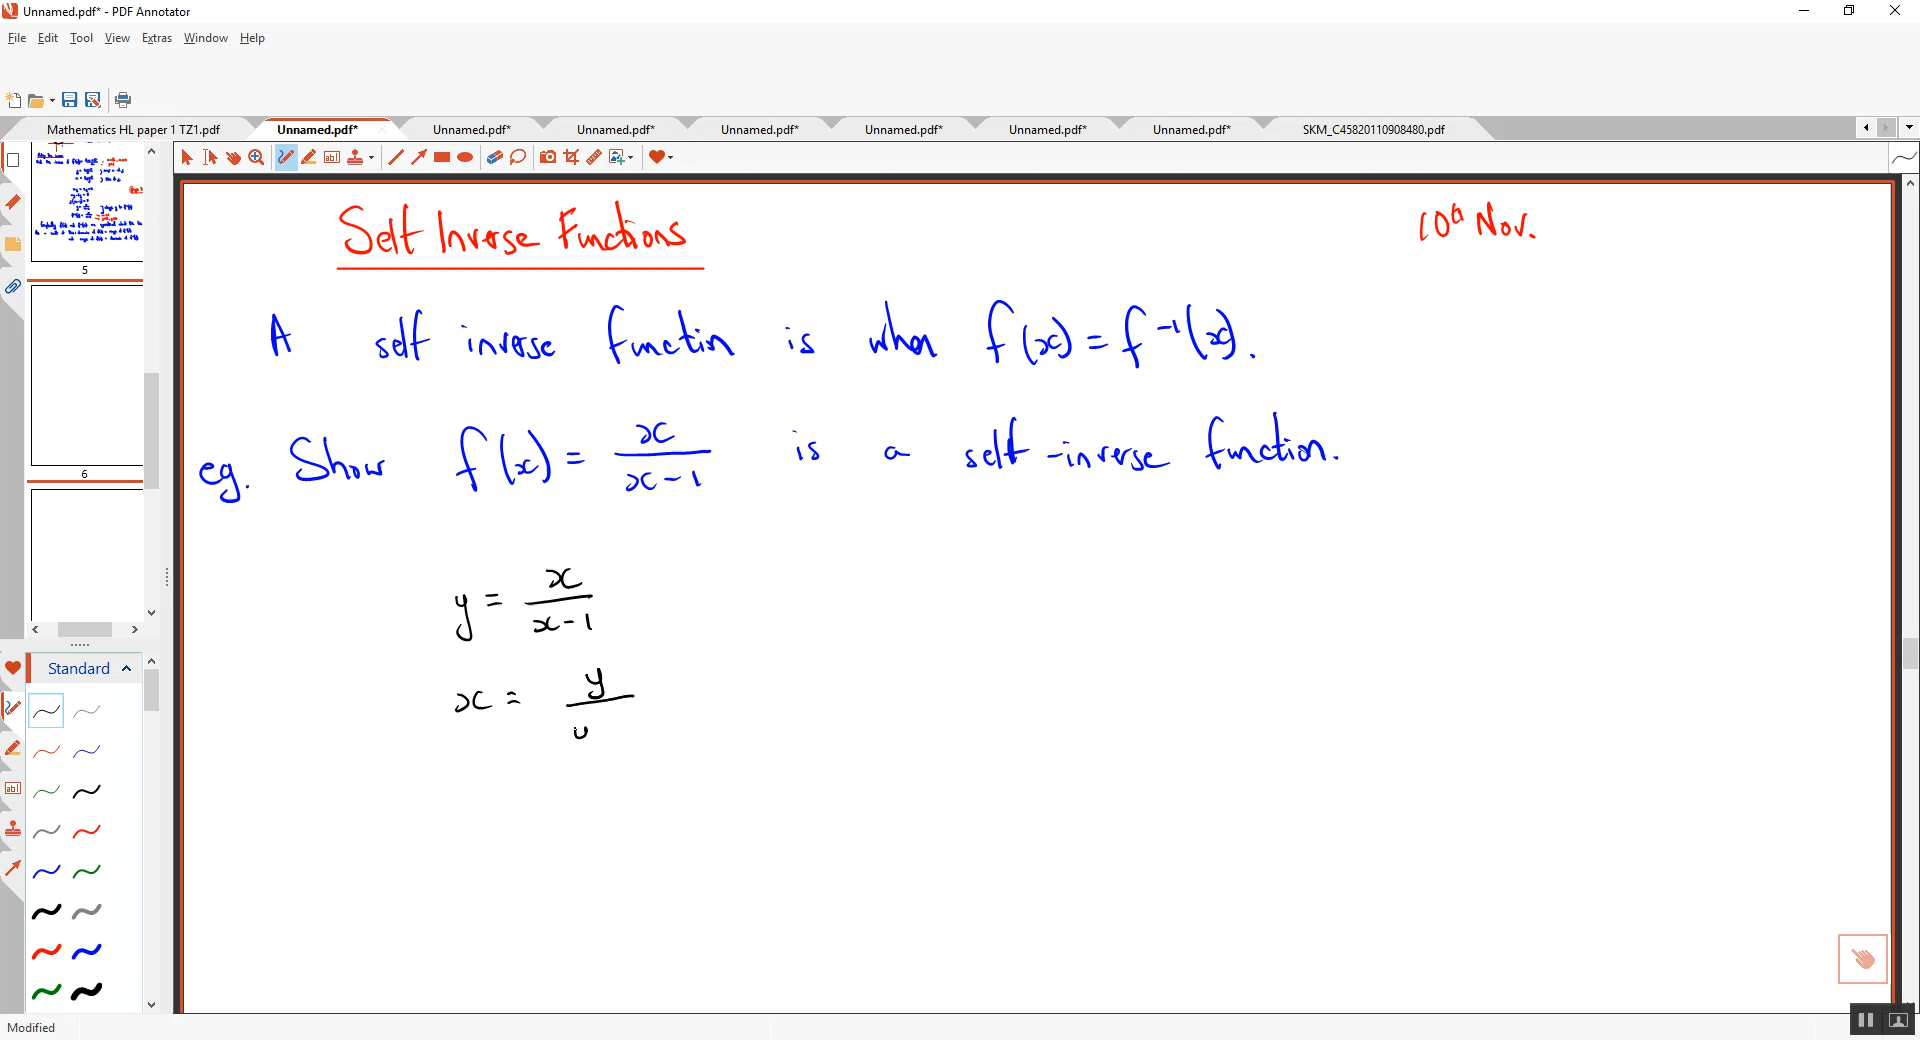 Unnamed.pdf* - PDF Annotator
File Edit Tool View Extras Window Help
Mathematics HL paper 1 TZ1.pdf Unnamed.pdf* Unnamed.pdf* Unnamed.pdf* Unnamed.pdf* Unnamed.pdf* Unnamed.pdf* Unnamed.pdf* SKM_C45820110908480.pdf
Self Inverse Functions
10th Nov.
A self inverse function is when f(x) = f⁻¹(x).
eg. Show f(x) = x / x-1 is a self-inverse function.
y = x / x-1
x = y /
5
6
Standard
Modified